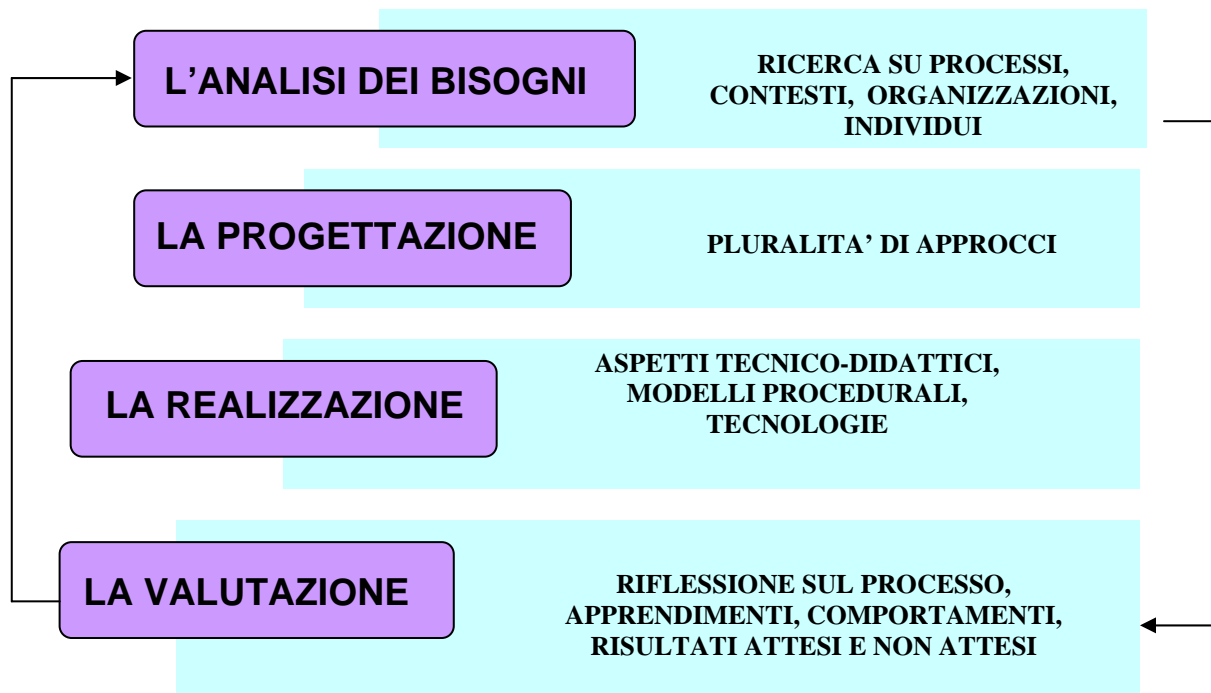 L’ANALISI DEI BISOGNI
RICERCA SU PROCESSI,
CONTESTI, ORGANIZZAZIONI,
INDIVIDUI
LA PROGETTAZIONE
PLURALITA’ DI APPROCCI
LA REALIZZAZIONE
ASPETTI TECNICO-DIDATTICI,
MODELLI PROCEDURALI,
TECNOLOGIE
LA VALUTAZIONE
RIFLESSIONE SUL PROCESSO,
APPRENDIMENTI, COMPORTAMENTI,
RISULTATI ATTESI E NON ATTESI